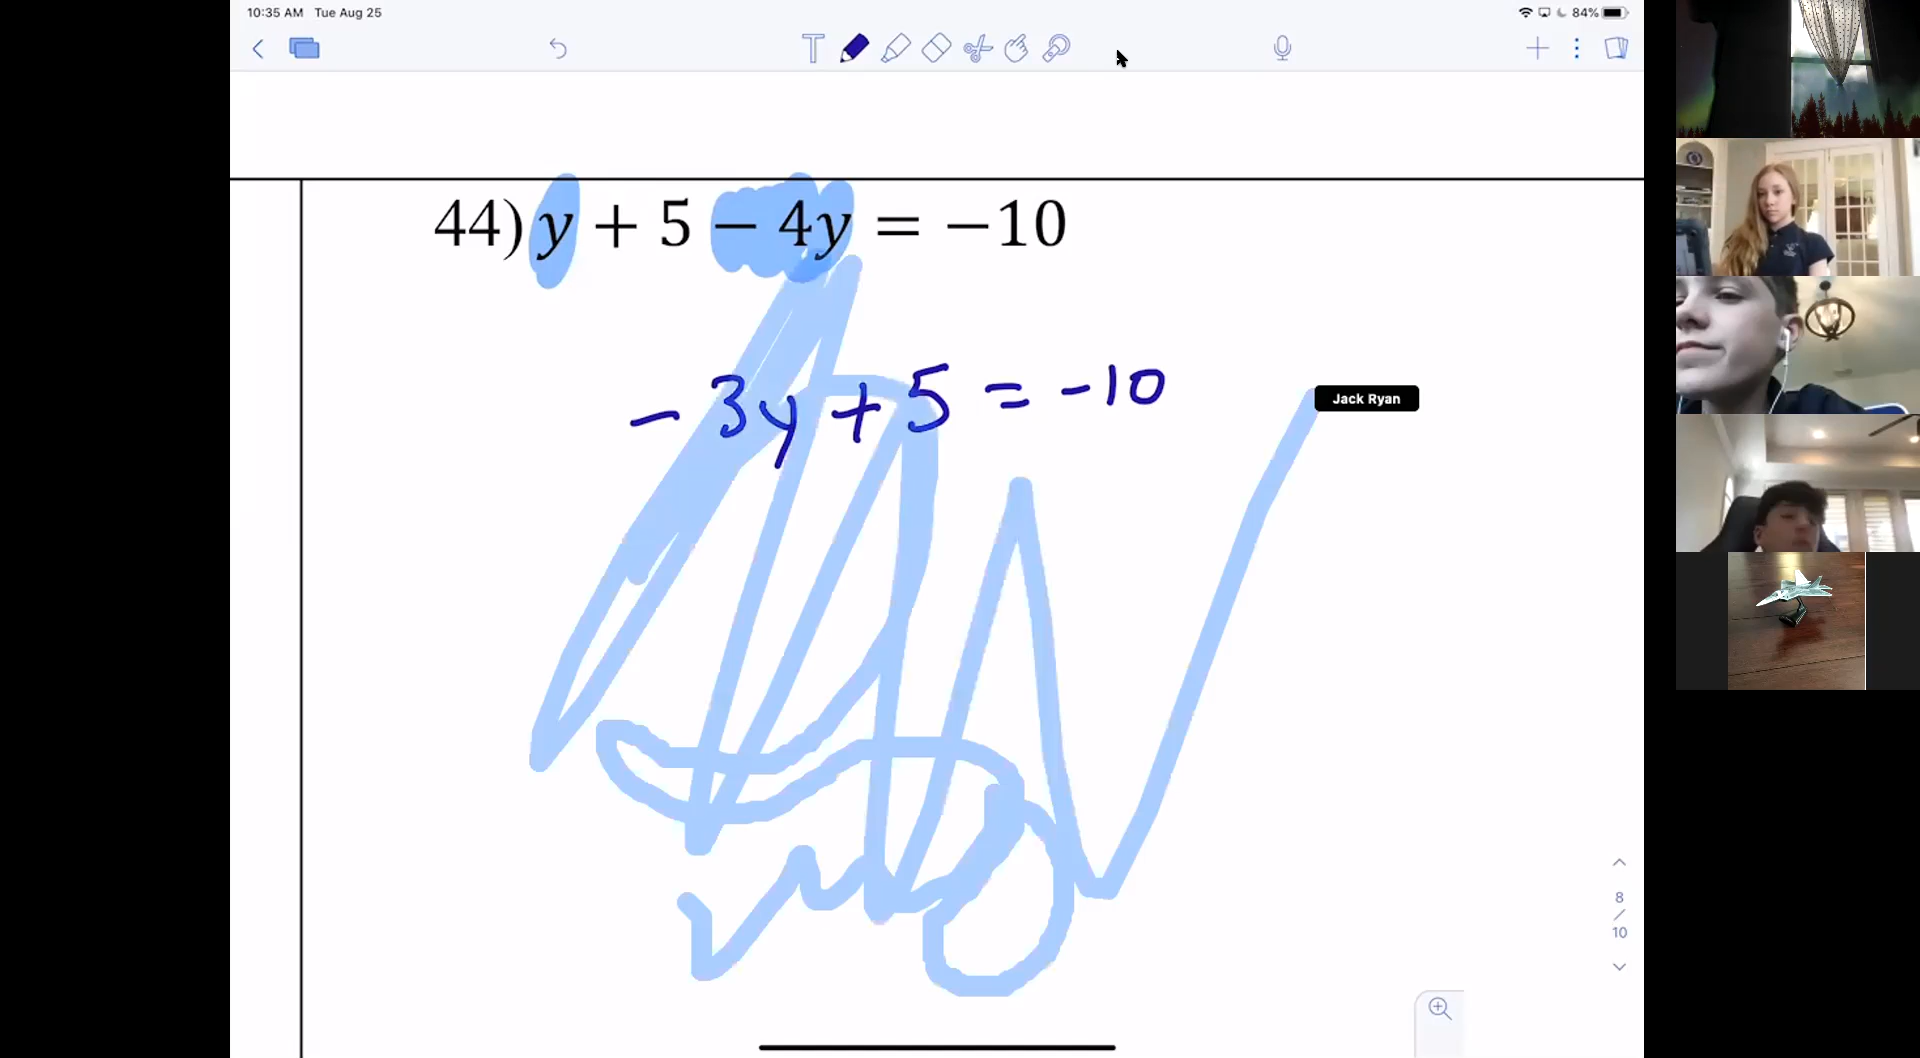 10:35 AM Tue Aug 25
84%
T
44) y + 5 − 4y = −10
- 3y + 5 = -10
Jack Ryan
8
/
10